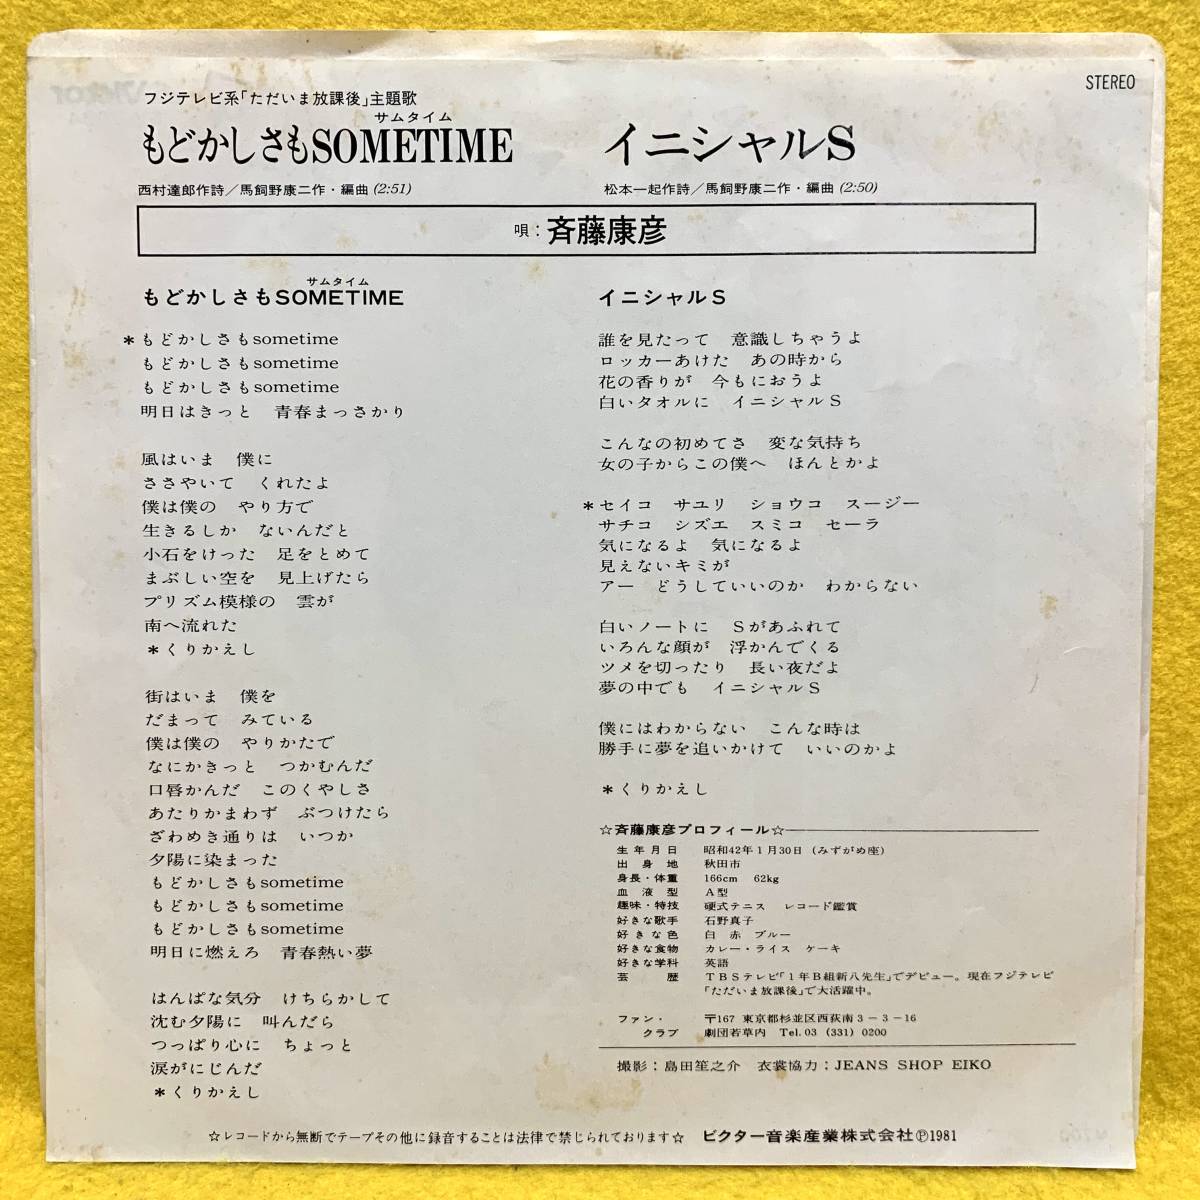 STEREO
フジテレビ系「ただいま放課後」主題歌
サムタイム
もどかしさもSOMETIME
西村達郎作詩／馬飼野康二作・編曲 (2:51)
イニシャルS
松本一起作詩／馬飼野康二作・編曲 (2:50)
唄：斉藤康彦
サムタイム
もどかしさもSOMETIME
＊もどかしさもsometime
もどかしさもsometime
もどかしさもsometime
明日はきっと　青春まっさかり
風はいま　僕に
ささやいて　くれたよ
僕は僕の　やり方で
生きるしか　ないんだと
小石をけった　足をとめて
まぶしい空を　見上げたら
プリズム模様の　雲が
南へ流れた
＊くりかえし
街はいま　僕を
だまって　みている
僕は僕の　やりかたで
なにかきっと　つかむんだ
口唇かんだ　このくやしさ
あたりかまわず　ぶつけたら
ざわめき通りは　いつか
夕陽に染まった
もどかしさもsometime
もどかしさもsometime
もどかしさもsometime
明日に燃えろ　青春熱い夢
はんぱな気分　けちらかして
沈む夕陽に　叫んだら
つっぱり心に　ちょっと
涙がにじんだ
＊くりかえし
イニシャルS
誰を見たって　意識しちゃうよ
ロッカーあけた　あの時から
花の香りが　今もにおうよ
白いタオルに　イニシャルS
こんなの初めてさ　変な気持ち
女の子からこの僕へ　ほんとかよ
＊セイコ　サユリ　ショウコ　スージー
サチコ　シズエ　スミコ　セーラ
気になるよ　気になるよ
見えないキミが
アー　どうしていいのか　わからない
白いノートに　Sがあふれて
いろんな顔が　浮かんでくる
ツメを切ったり　長い夜だよ
夢の中でも　イニシャルS
僕にはわからない　こんな時は
勝手に夢を追いかけて　いいのかよ
＊くりかえし
☆斉藤康彦プロフィール☆
生年月日　昭和42年1月30日（みずがめ座）
出身地　秋田市
身長・体重　166cm　62kg
血液型　A型
趣味・特技　硬式テニス　レコード鑑賞
好きな歌手　石野真子
好きな色　白　赤　ブルー
好きな食物　カレー・ライス　ケーキ
好きな学科　英語
芸歴　TBSテレビ「1年B組新八先生」でデビュー。現在フジテレビ
「ただいま放課後」で大活躍中。
ファン・　〒167 東京都杉並区西荻南3－3－16
クラブ　劇団若草内　Tel.03 (331) 0200
撮影；島田笙之介　衣裳協力；JEANS SHOP EIKO
☆レコードから無断でテープその他に録音することは法律で禁じられております☆　ビクター音楽産業株式会社Ⓟ1981